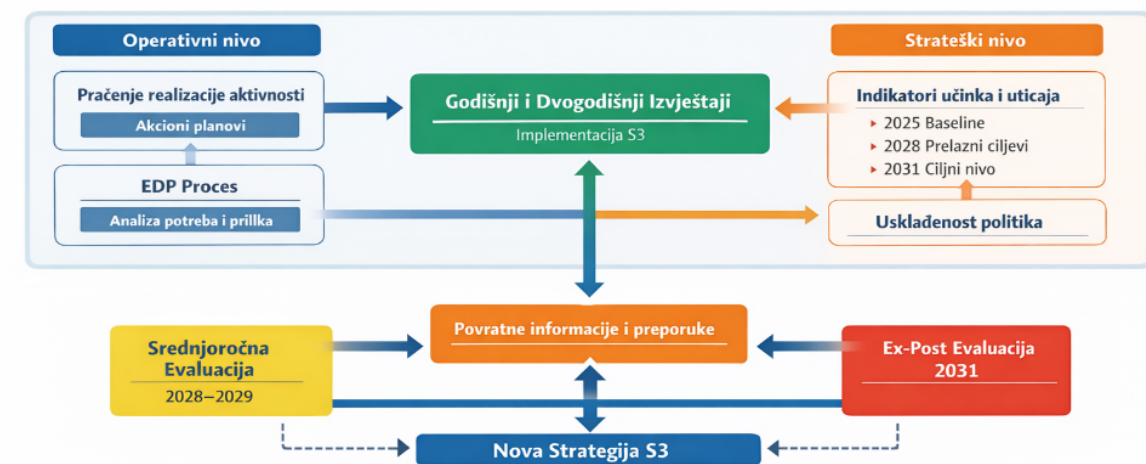 Operativni nivo
Pračenje realizacije aktivnosti
Akcioni planovi
EDP Proces
Analiza potreba i prillka
Godišnji i Dvogodišnji Izvještaji
Implementacija S3
Strateški nivo
Indikatori učinka i uticaja
2025 Baseline
2028 Prelazni ciljevi
2031 Ciljni nivo
Usklađenost politika
Povratne informacije i preporuke
Srednjoročna
Evaluacija
2028–2029
Ex-Post Evaluacija
2031
Nova Strategija S3